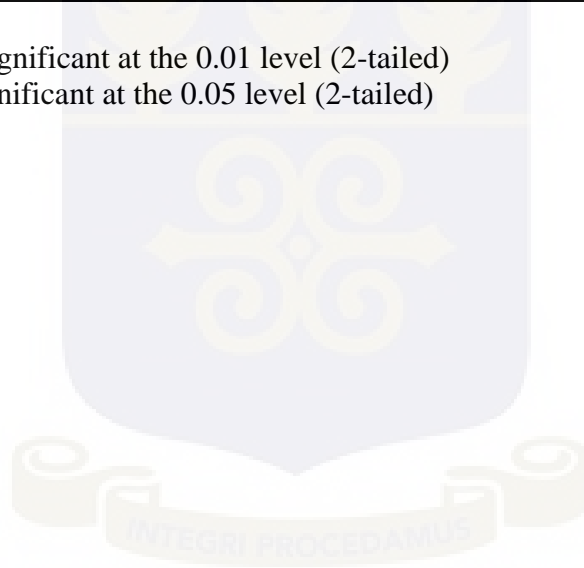 gnificant at the 0.01 level (2-tailed)
nificant at the 0.05 level (2-tailed)
INTEGRI PROCEDAMUS